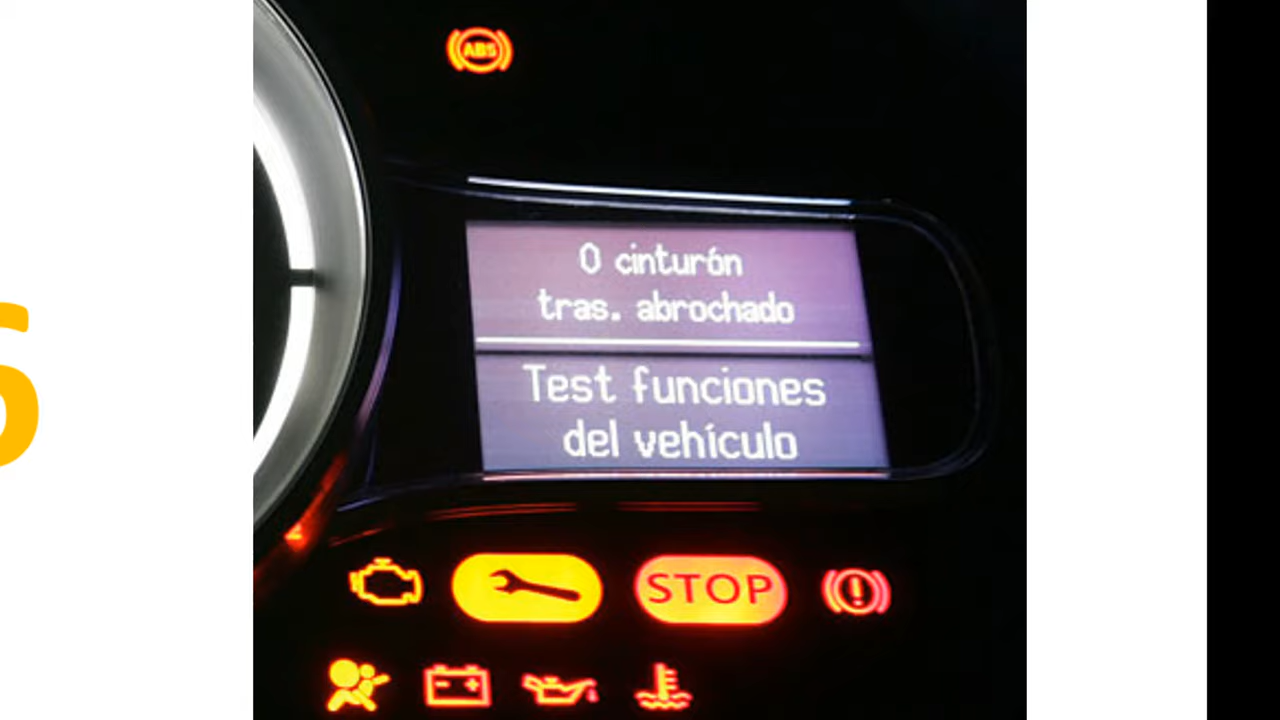 ABS
0 cinturón
tras. abrochado
Test funciones
del vehículo
STOP